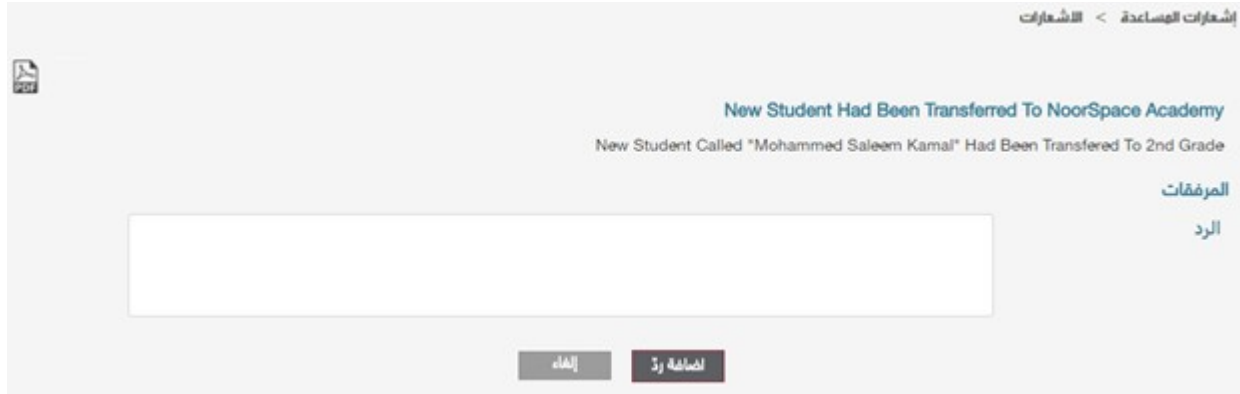 إشعارات المساعدة > الاشعارات
PDF
New Student Had Been Transferred To NoorSpace Academy
New Student Called "Mohammed Saleem Kamal" Had Been Transfered To 2nd Grade
المرفقات
الرد
اضافة ردّ
إلغاء